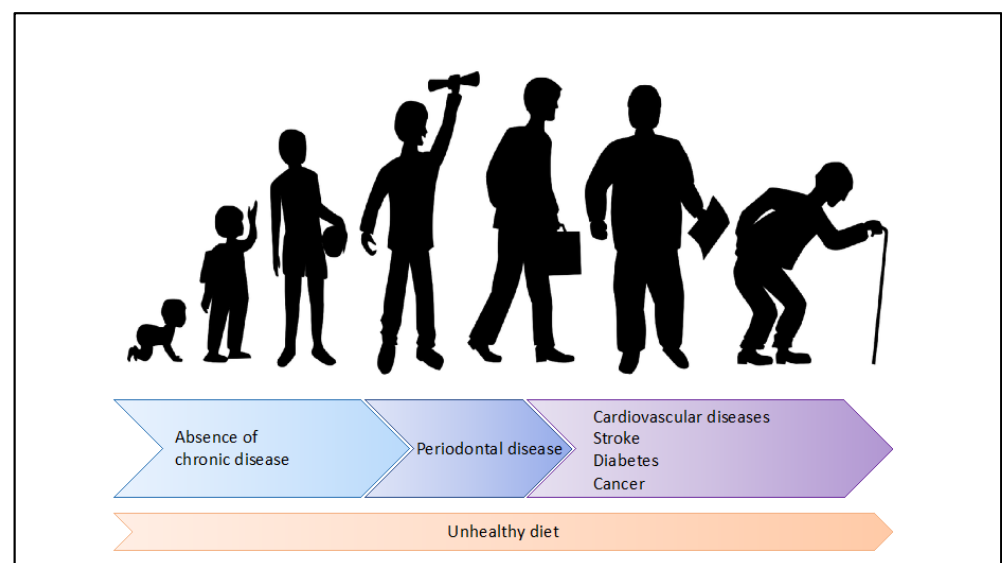 Absence of
chronic disease
Periodontal disease
Cardiovascular diseases
Stroke
Diabetes
Cancer
Unhealthy diet